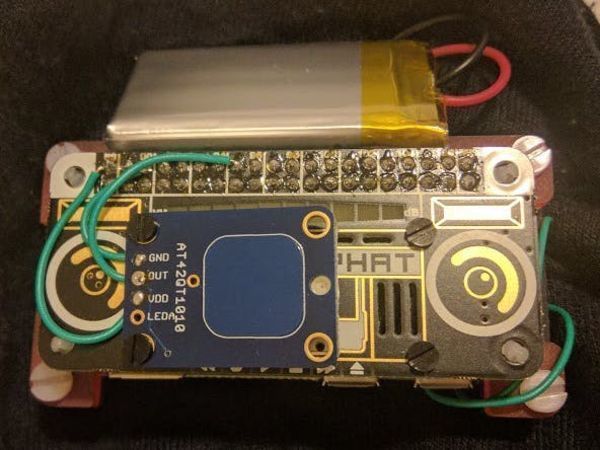 PHAT
AT42QT1010
GND
OUT
VDD
LEDA